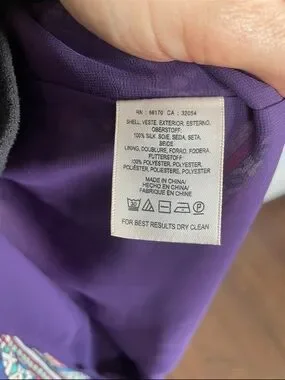 RN : 58170 CA : 32054
SHELL, VESTE, EXTERIOR, ESTERNO,
OBERSTOFF:
100% SILK, SOIE, SEDA, SETA,
SEIDE
LINING, DOUBLURE, FORRO, FODERA,
FUTTERSTOFF:
100% POLYESTER, POLYESTER,
POLIÉSTER, POLIESTERE, POLYESTER
MADE IN CHINA/
HECHO EN CHINA/
FABRIQUÉ EN CHINE
P
FOR BEST RESULTS DRY CLEAN